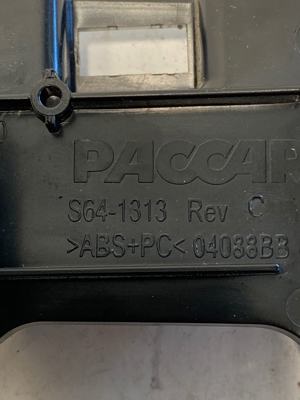 PACCAR
S64-1313 Rev C
>ABS+PC< 04088BB